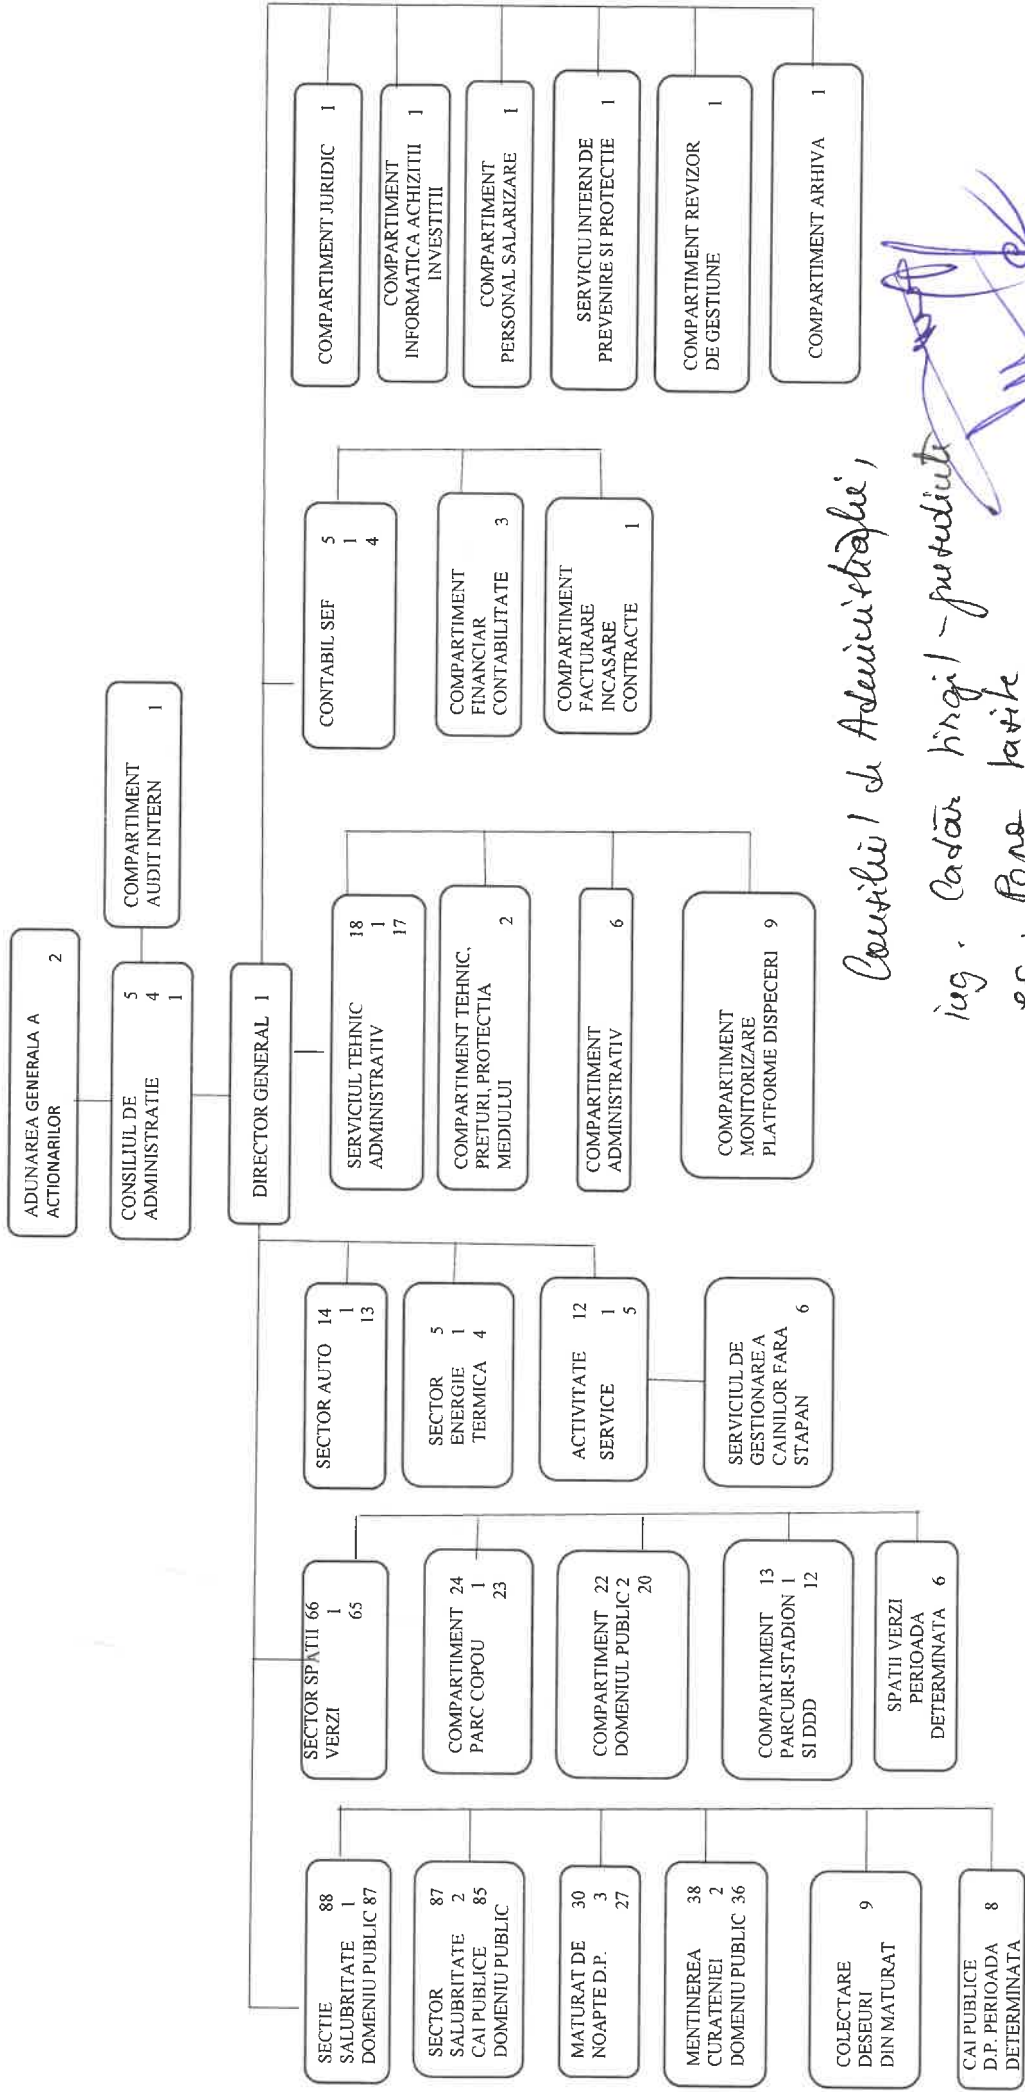 ADUNAREA GENERALA A
ACTIONARILOR 2
CONSILIUL DE 5
ADMINISTRATIE 4
1
COMPARTIMENT
AUDIT INTERN 1
DIRECTOR GENERAL 1
SECTIE 88
SALUBRITATE 1
DOMENIU PUBLIC 87
SECTOR 87
SALUBRITATE 2
CAI PUBLICE 85
DOMENIU PUBLIC
MATURAT DE 30
NOAPTE D.P. 3
27
MENTINEREA 38
CURATENIEI 2
DOMENIU PUBLIC 36
COLECTARE
DESEURI 9
DIN MATURAT
CAI PUBLICE
D.P. PERIOADA 8
DETERMINATA
SECTOR SPATII 66
VERZI 1
65
COMPARTIMENT 24
PARC COPOU 1
23
COMPARTIMENT 22
DOMENIUL PUBLIC 2
20
COMPARTIMENT 13
PARCURI-STADION 1
SI DDD 12
SPATII VERZI
PERIOADA
DETERMINATA 6
SECTOR AUTO 14
1
13
SECTOR 5
ENERGIE 1
TERMICA 4
ACTIVITATE 12
SERVICE 1
5
SERVICIUL DE
GESTIONARE A
CAINILOR FARA
STAPAN 6
SERVICIUL TEHNIC 18
ADMINISTRATIV 1
17
COMPARTIMENT TEHNIC,
PRETURI, PROTECTIA
MEDIULUI 2
COMPARTIMENT
ADMINISTRATIV 6
COMPARTIMENT
MONITORIZARE
PLATFORME DISPECERI 9
CONTABIL SEF 5
1
4
COMPARTIMENT
FINANCIAR
CONTABILITATE 3
COMPARTIMENT
FACTURARE
INCASARE
CONTRACTE 1
COMPARTIMENT JURIDIC 1
COMPARTIMENT
INFORMATICA ACHIZITII 1
INVESTITII
COMPARTIMENT
PERSONAL SALARIZARE 1
SERVICIU INTERN DE
PREVENIRE SI PROTECTIE 1
COMPARTIMENT REVIZOR
DE GESTIUNE 1
COMPARTIMENT ARHIVA 1
Consiliul de Administrației,
ing. Catăr Virgil - președinte